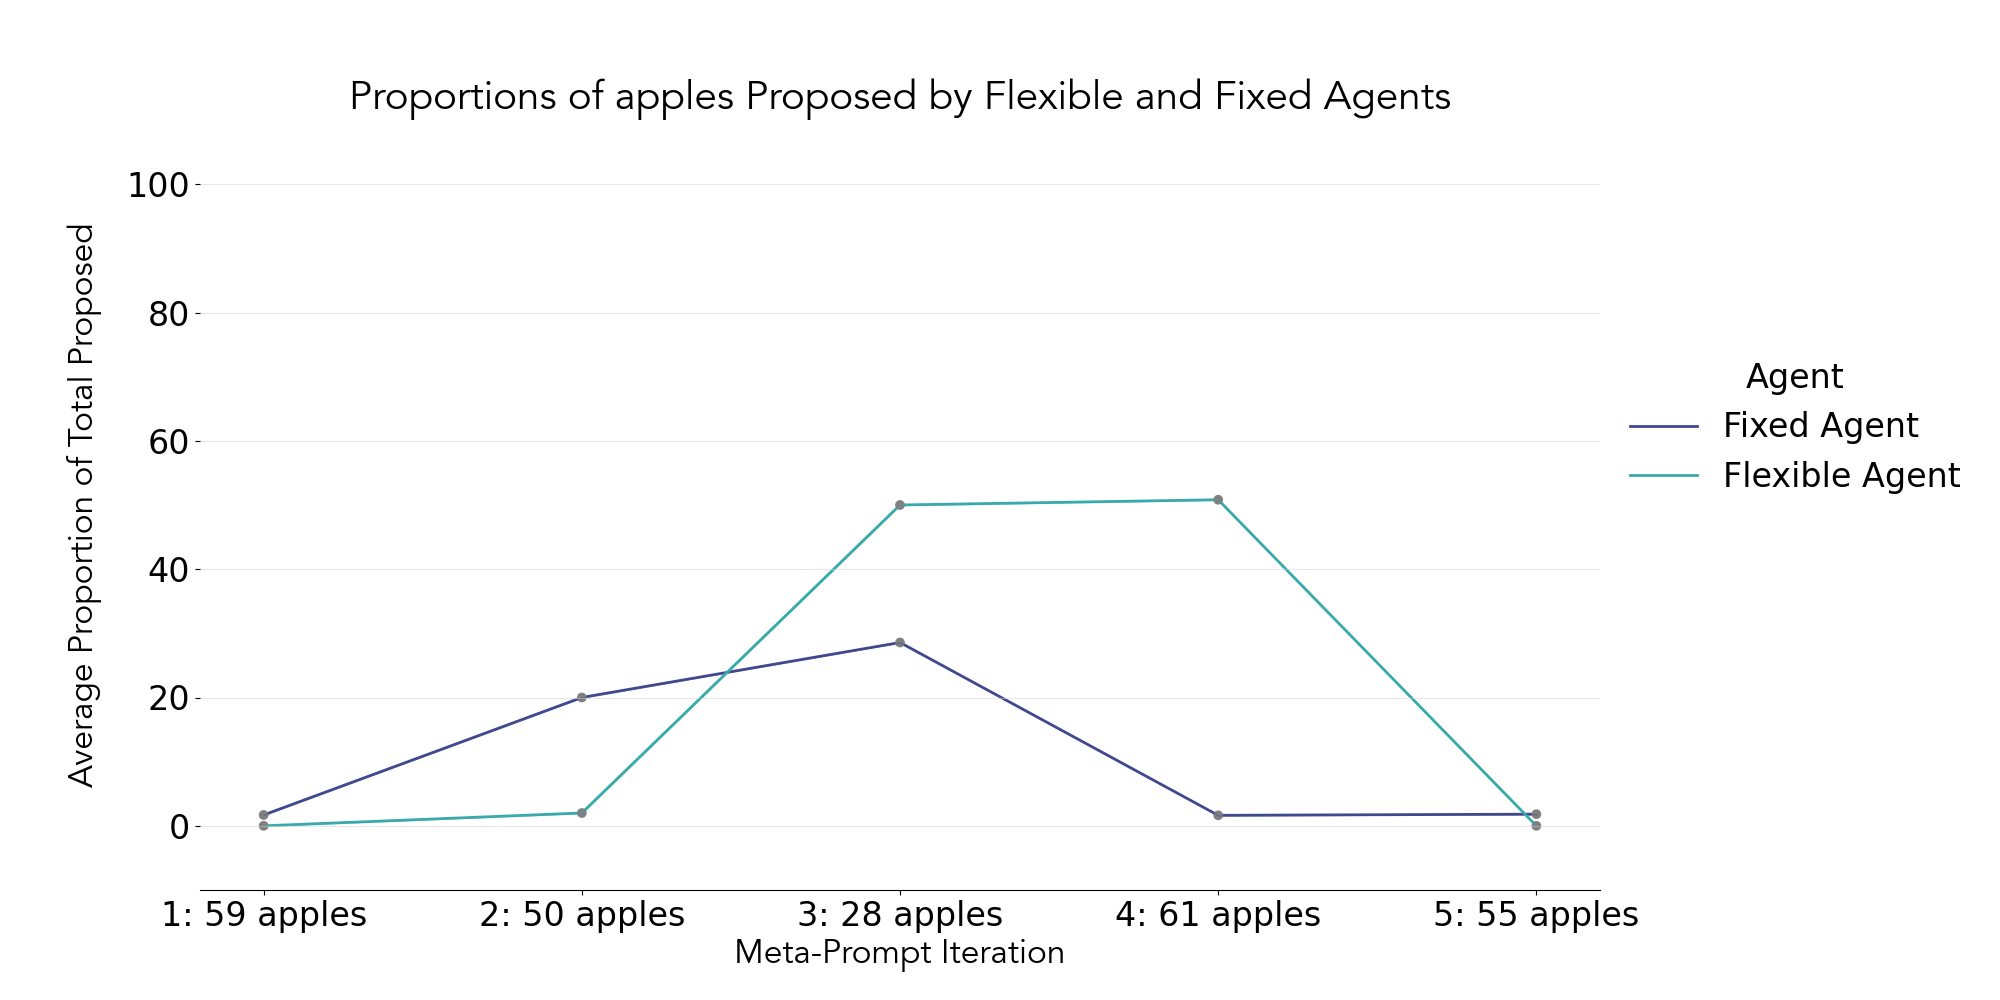 Proportions of apples Proposed by Flexible and Fixed Agents
Average Proportion of Total Proposed
100
80
60
40
20
0
1: 59 apples
2: 50 apples
3: 28 apples
4: 61 apples
5: 55 apples
Meta-Prompt Iteration
Agent
Fixed Agent
Flexible Agent